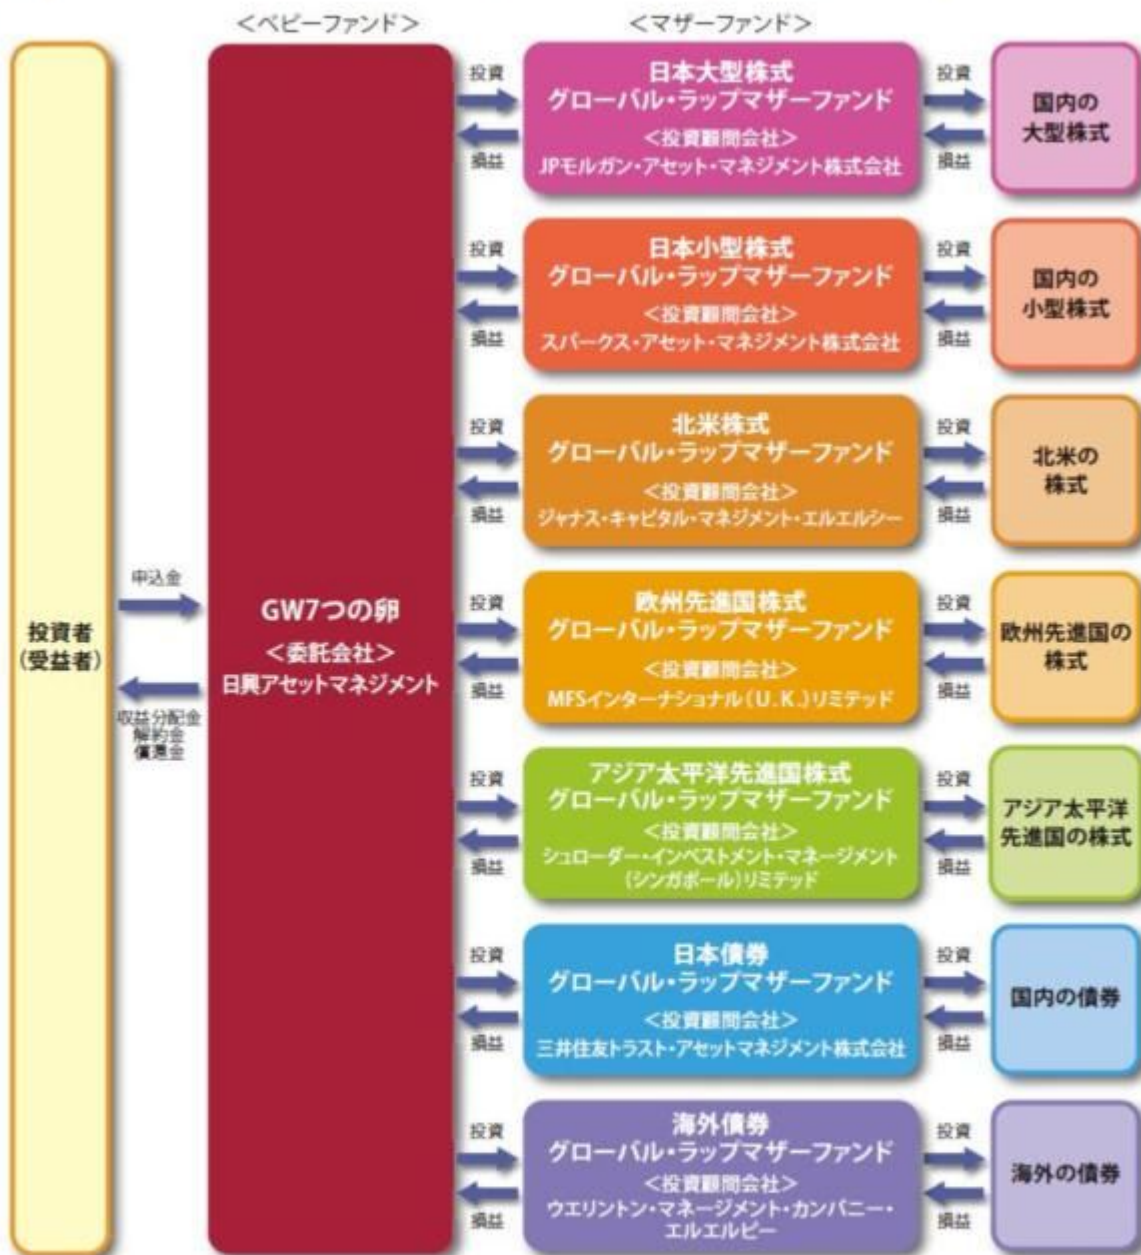 ＜ベビーファンド＞
＜マザーファンド＞
投資者
（受益者）
申込金
収益分配金
解約金
償還金
GW7つの卵
＜委託会社＞
日興アセットマネジメント
投資
損益
日本大型株式
グローバル・ラップマザーファンド
＜投資顧問会社＞
JPモルガン・アセット・マネジメント株式会社
投資
損益
国内の
大型株式
投資
損益
日本小型株式
グローバル・ラップマザーファンド
＜投資顧問会社＞
スパークス・アセット・マネジメント株式会社
投資
損益
国内の
小型株式
投資
損益
北米株式
グローバル・ラップマザーファンド
＜投資顧問会社＞
ジャナス・キャピタル・マネジメント・エルエルシー
投資
損益
北米の
株式
投資
損益
欧州先進国株式
グローバル・ラップマザーファンド
＜投資顧問会社＞
MFSインターナショナル（U.K.）リミテッド
投資
損益
欧州先進国の
株式
投資
損益
アジア太平洋先進国株式
グローバル・ラップマザーファンド
＜投資顧問会社＞
シュローダー・インベストメント・マネージメント
（シンガポール）リミテッド
投資
損益
アジア太平洋
先進国の株式
投資
損益
日本債券
グローバル・ラップマザーファンド
＜投資顧問会社＞
三井住友トラスト・アセットマネジメント株式会社
投資
損益
国内の債券
投資
損益
海外債券
グローバル・ラップマザーファンド
＜投資顧問会社＞
ウエリントン・マネージメント・カンパニー・
エルエルピー
投資
損益
海外の債券